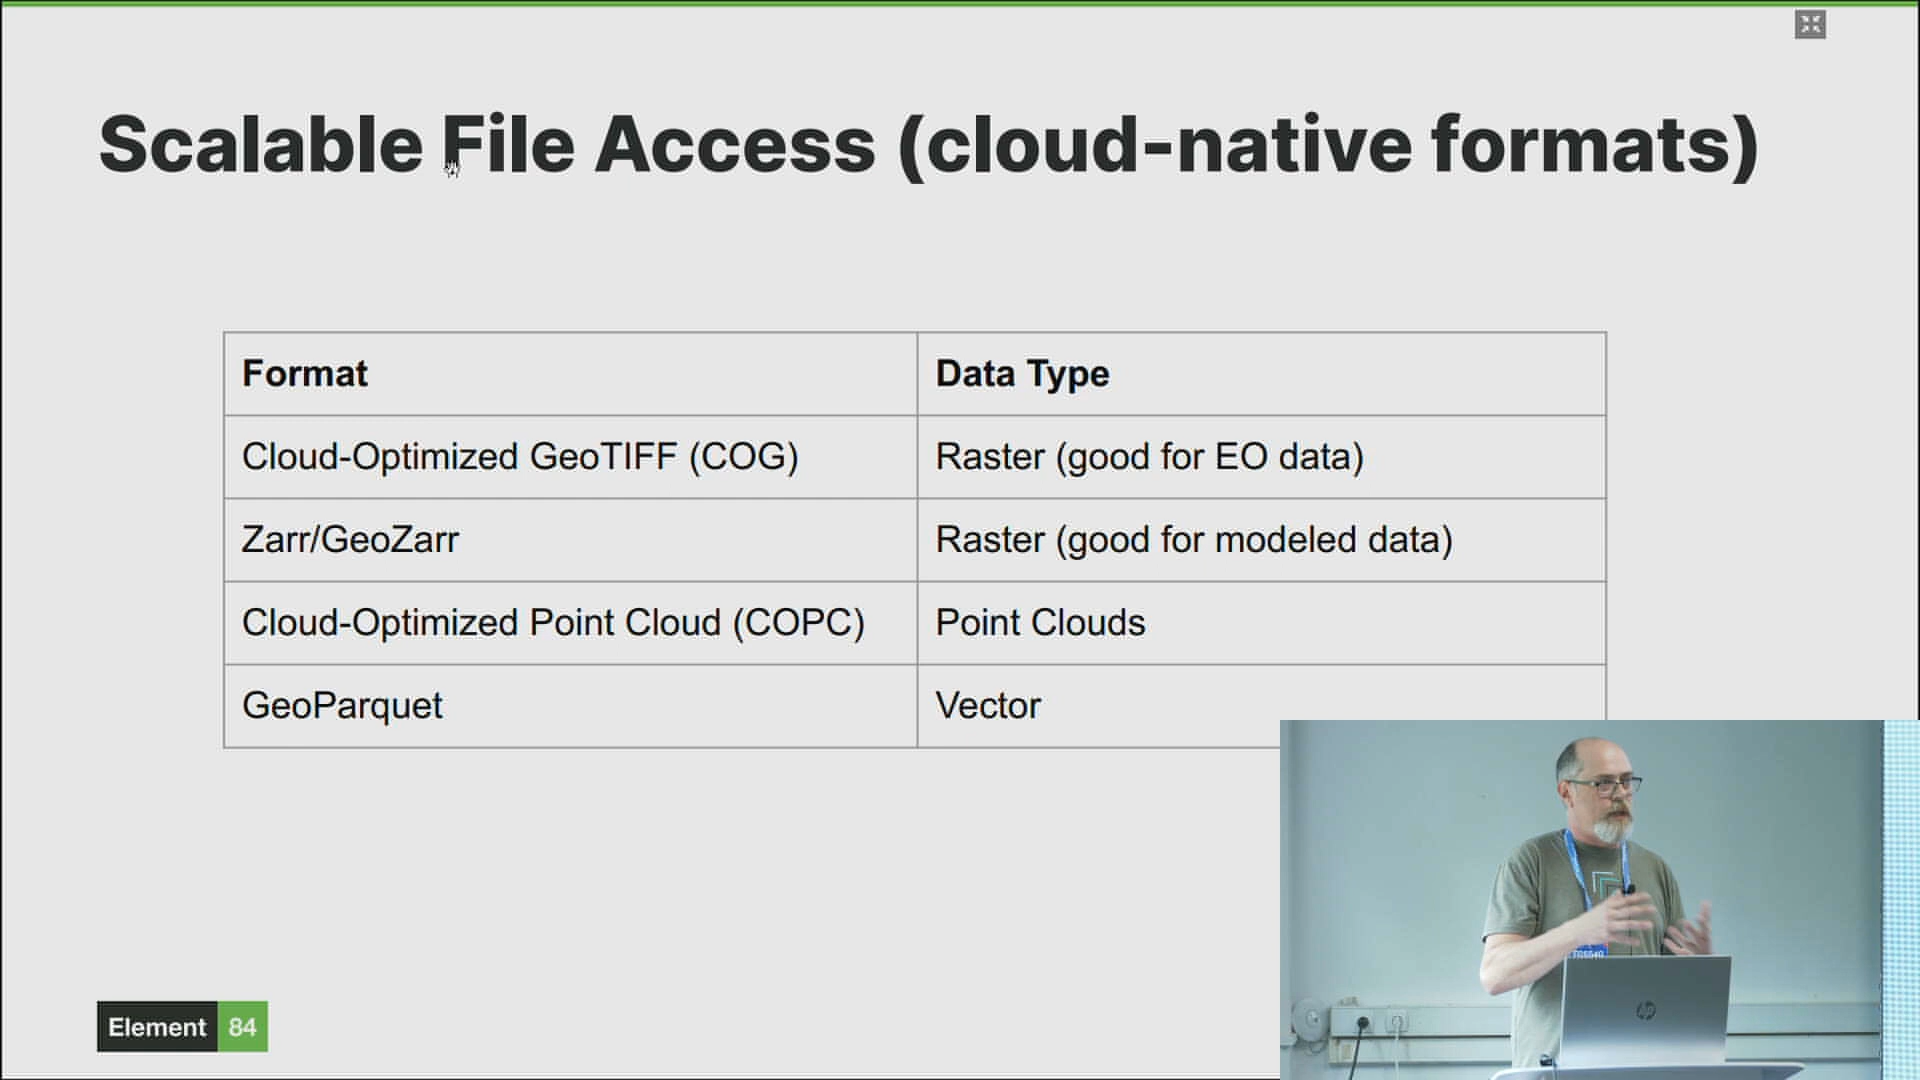 Scalable File Access (cloud-native formats)
Format
Data Type
Cloud-Optimized GeoTIFF (COG)
Raster (good for EO data)
Zarr/GeoZarr
Raster (good for modeled data)
Cloud-Optimized Point Cloud (COPC)
Point Clouds
GeoParquet
Vector
Element 84
hp